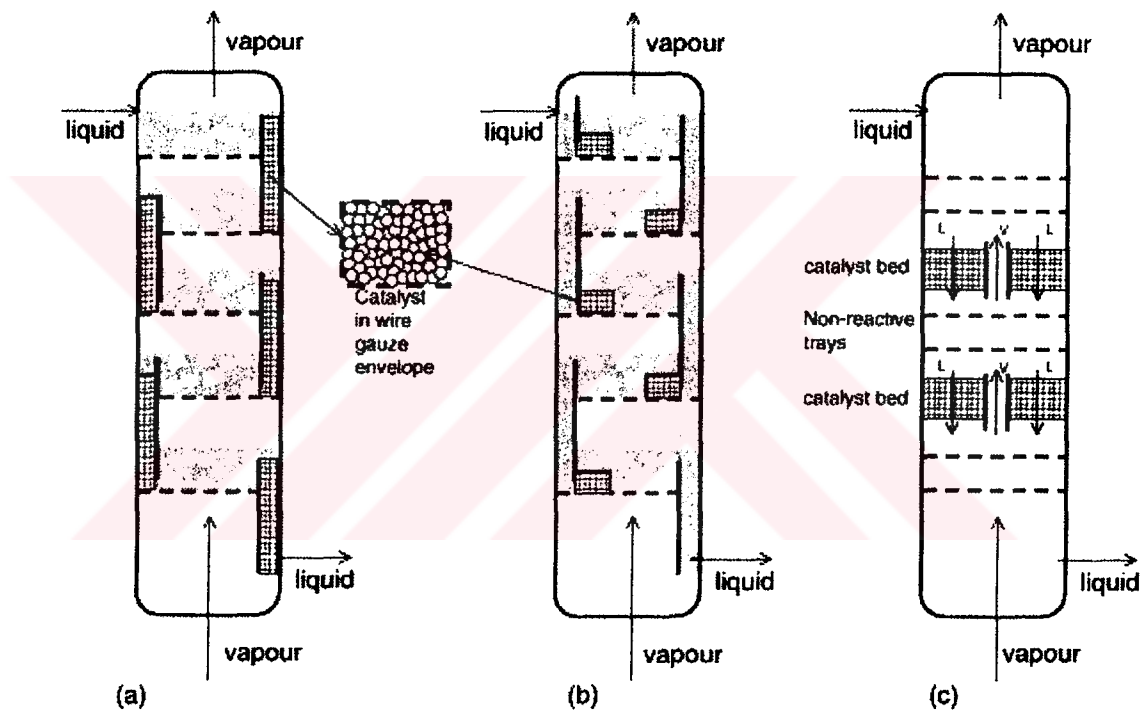 vapour
liquid
liquid
vapour
(a)
Catalyst
in wire
gauze
envelope
vapour
liquid
liquid
vapour
(b)
vapour
liquid
L V L
catalyst bed
Non-reactive
trays
L V L
catalyst bed
liquid
vapour
(c)